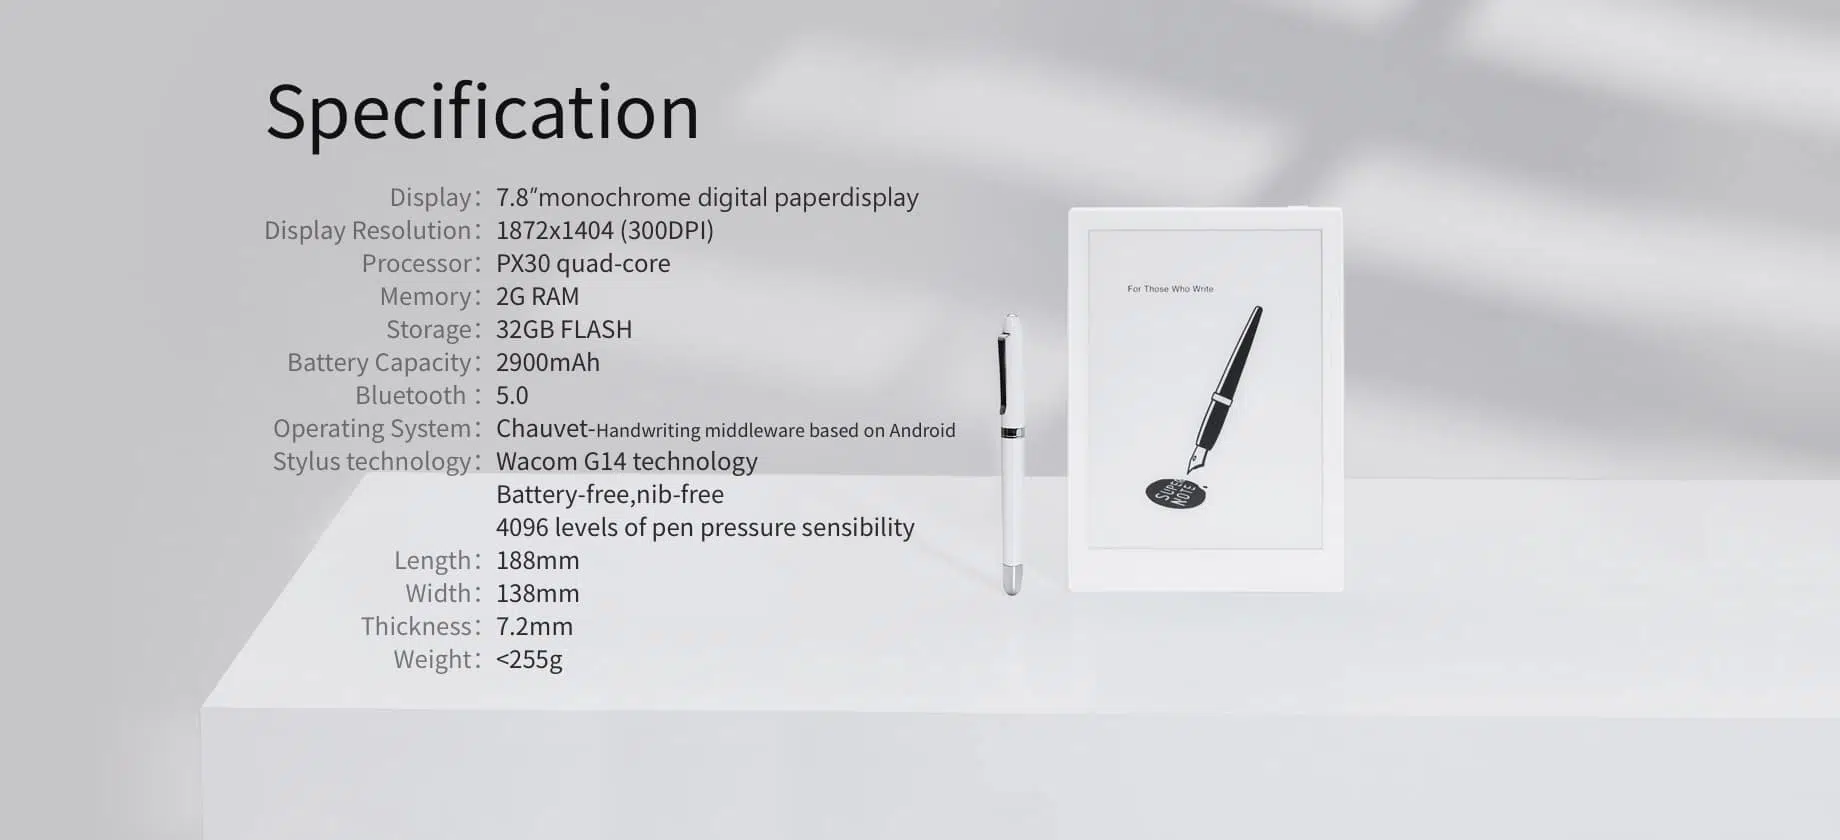 Specification
Display： 7.8″monochrome digital paperdisplay
Display Resolution： 1872x1404 (300DPI)
Processor： PX30 quad-core
Memory： 2G RAM
Storage： 32GB FLASH
Battery Capacity： 2900mAh
Bluetooth ： 5.0
Operating System： Chauvet-Handwriting middleware based on Android
Stylus technology： Wacom G14 technology
Battery-free,nib-free
4096 levels of pen pressure sensibility
Length： 188mm
Width： 138mm
Thickness： 7.2mm
Weight： <255g
For Those Who Write
SUPER
NOTE